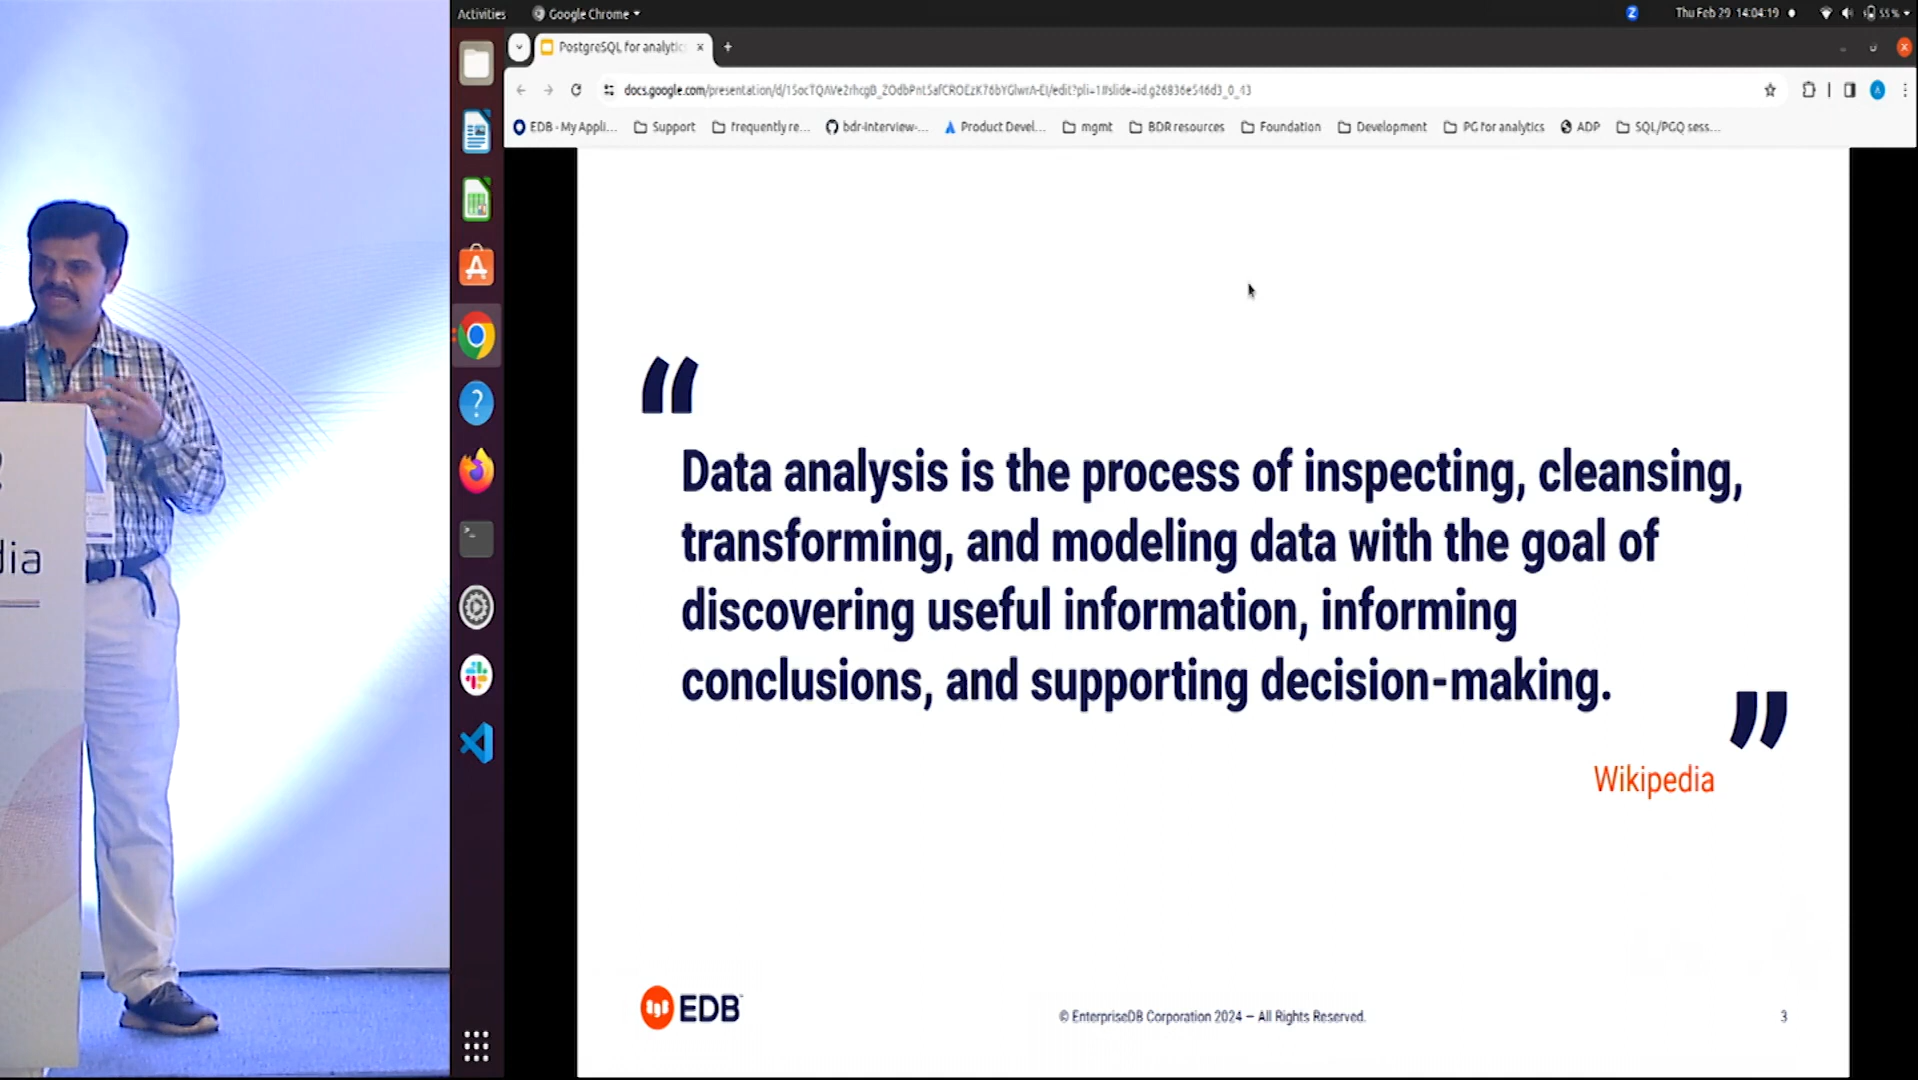 Activities
Google Chrome
Thu Feb 29 14:04:19
55 %
PostgreSQL for analytic
EDB - My Appli...
Support
frequently re...
bdr-interview-...
Product Devel...
mgmt
BDR resources
Foundation
Development
PG for analytics
ADP
SQL/PGQ sess...
“
Data analysis is the process of inspecting, cleansing,
transforming, and modeling data with the goal of
discovering useful information, informing
conclusions, and supporting decision-making.
”
Wikipedia
EDB
© EnterpriseDB Corporation 2024 — All Rights Reserved.
3
dia